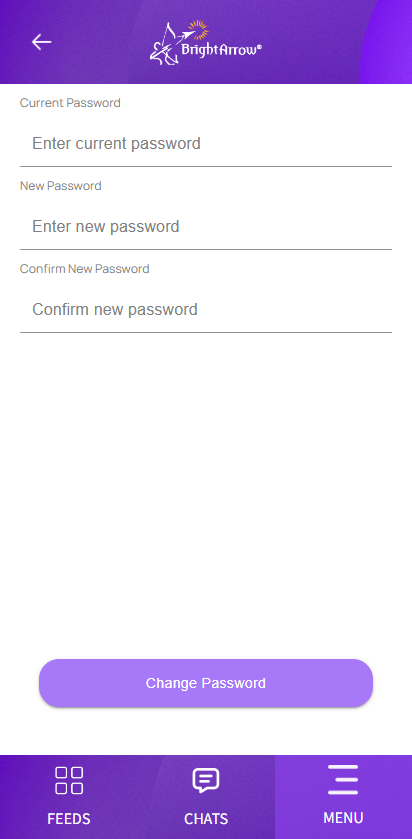 BrightArrow®
Current Password
Enter current password
New Password
Enter new password
Confirm New Password
Confirm new password
Change Password
FEEDS
CHATS
MENU